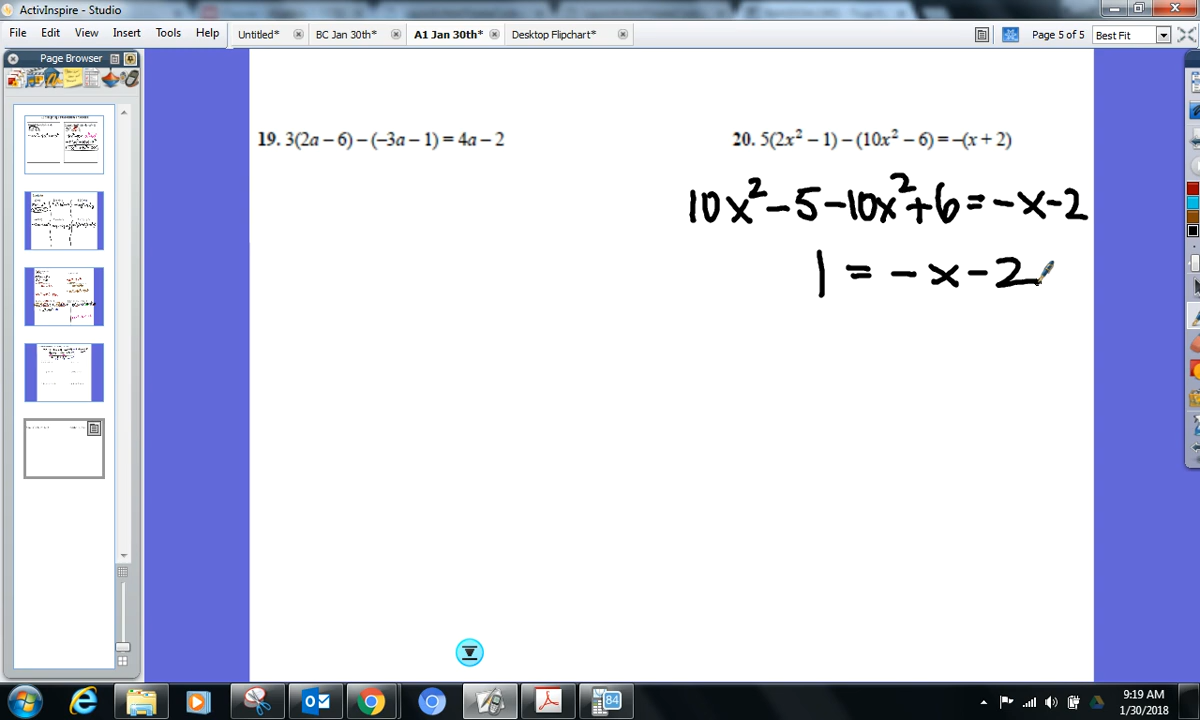 ActivInspire - Studio
File Edit View Insert Tools Help
Untitled* BC Jan 30th* A1 Jan 30th* Desktop Flipchart*
Page 5 of 5 Best Fit
Page Browser
19. 3(2a – 6) – (–3a – 1) = 4a – 2
20. 5(2x² – 1) – (10x² – 6) = –(x + 2)
10x² - 5 - 10x² + 6 = -x - 2
1 = -x - 2
84
9:19 AM
1/30/2018